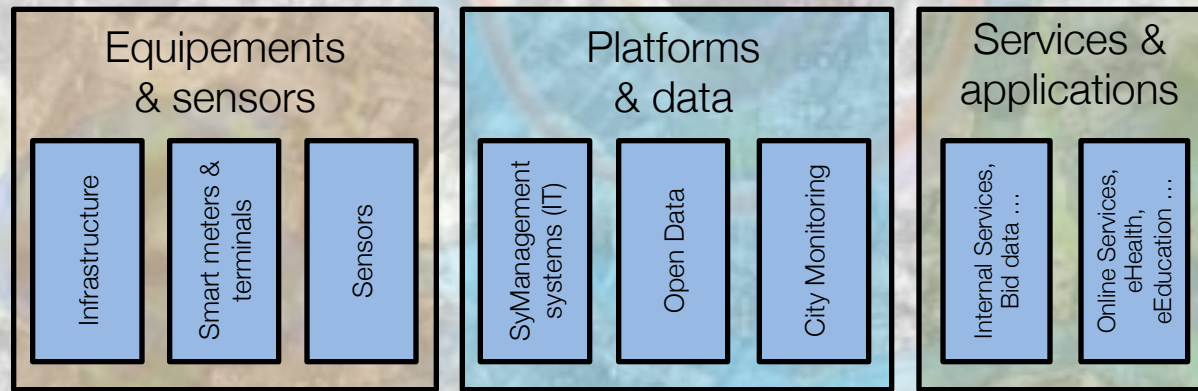 Equipements
& sensors
Infrastructure
Smart meters &
terminals
Sensors
Platforms
& data
SyManagement
systems (IT)
Open Data
City Monitoring
Services &
applications
Internal Services,
Bid data ...
Online Services,
eHealth,
eEducation ...